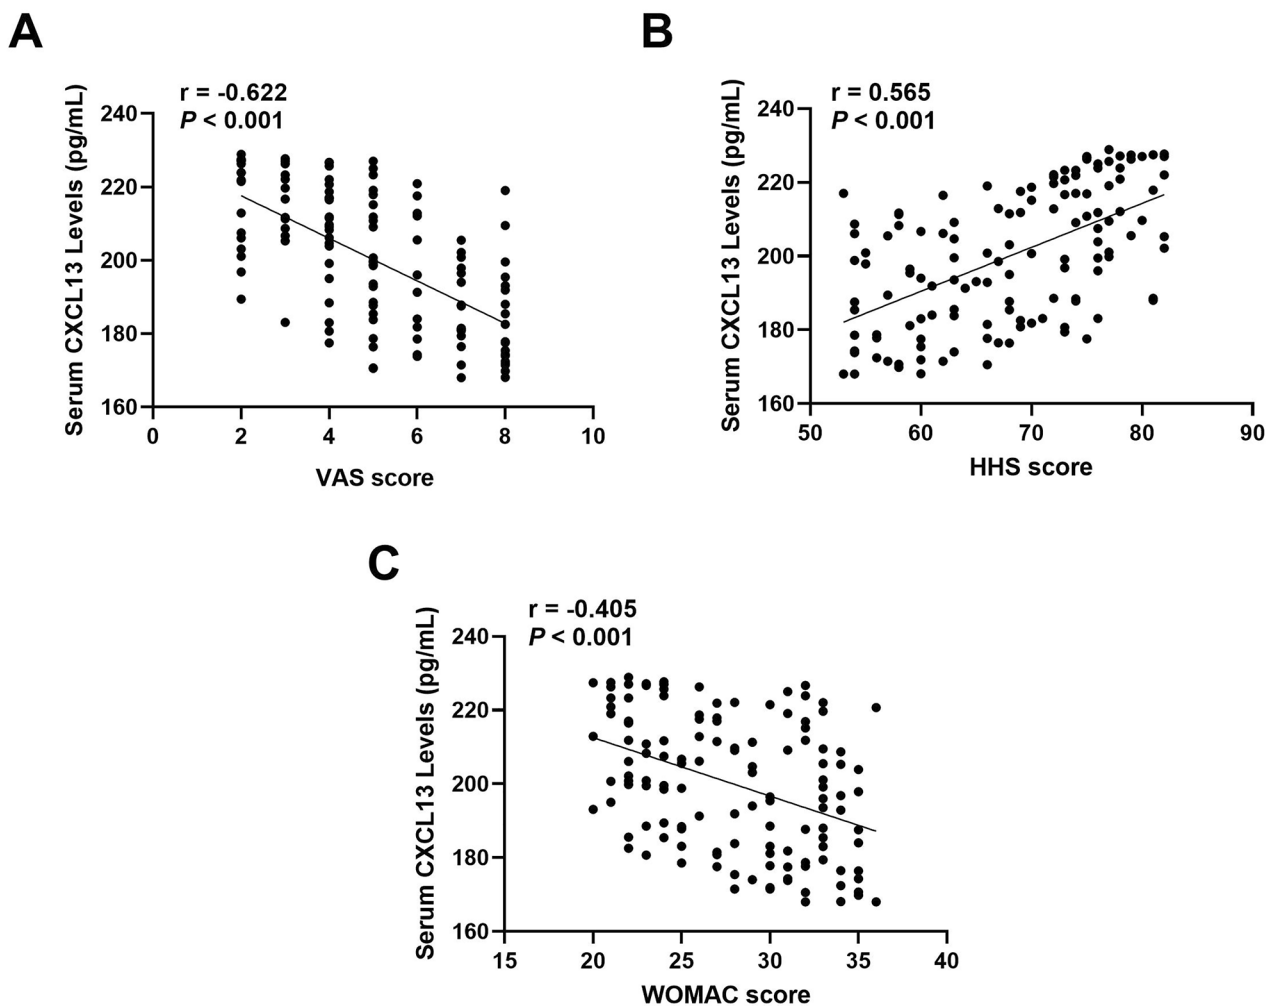 A
r = -0.622
P < 0.001
Serum CXCL13 Levels (pg/mL)
240
220
200
180
160
0 2 4 6 8 10
VAS score
B
r = 0.565
P < 0.001
Serum CXCL13 Levels (pg/mL)
240
220
200
180
160
50 60 70 80 90
HHS score
C
r = -0.405
P < 0.001
Serum CXCL13 Levels (pg/mL)
240
220
200
180
160
15 20 25 30 35 40
WOMAC score